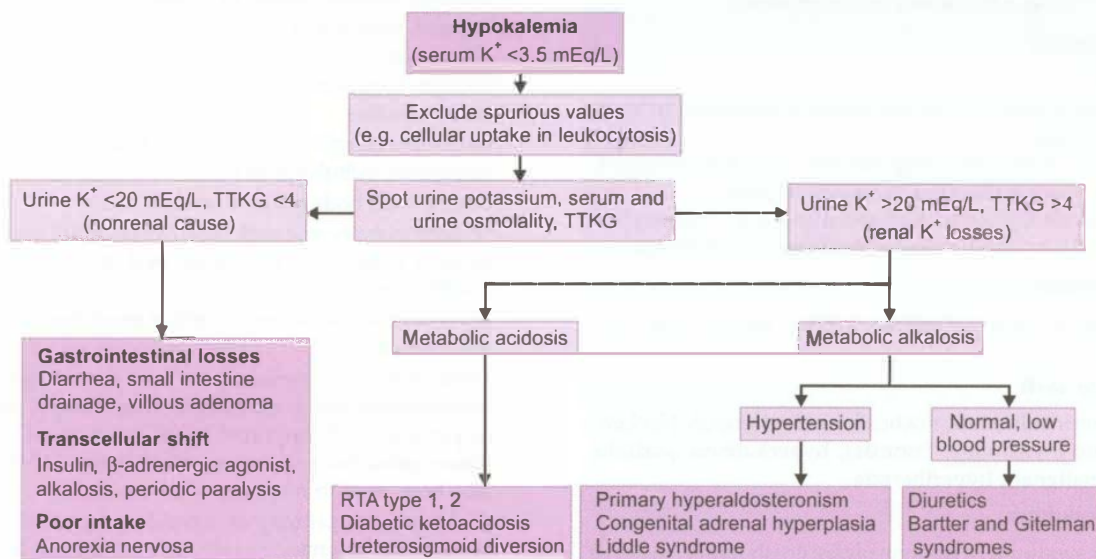 Hypokalemia
(serum K⁺ <3.5 mEq/L)
Exclude spurious values
(e.g. cellular uptake in leukocytosis)
Urine K⁺ <20 mEq/L, TTKG <4
(nonrenal cause)
Spot urine potassium, serum and
urine osmolality, TTKG
Urine K⁺ >20 mEq/L, TTKG >4
(renal K⁺ losses)
Metabolic acidosis
Metabolic alkalosis
Gastrointestinal losses
Diarrhea, small intestine
drainage, villous adenoma
Transcellular shift
Insulin, β-adrenergic agonist,
alkalosis, periodic paralysis
Poor intake
Anorexia nervosa
Hypertension
Normal, low
blood pressure
RTA type 1, 2
Diabetic ketoacidosis
Ureterosigmoid diversion
Primary hyperaldosteronism
Congenital adrenal hyperplasia
Liddle syndrome
Diuretics
Bartter and Gitelman
syndromes